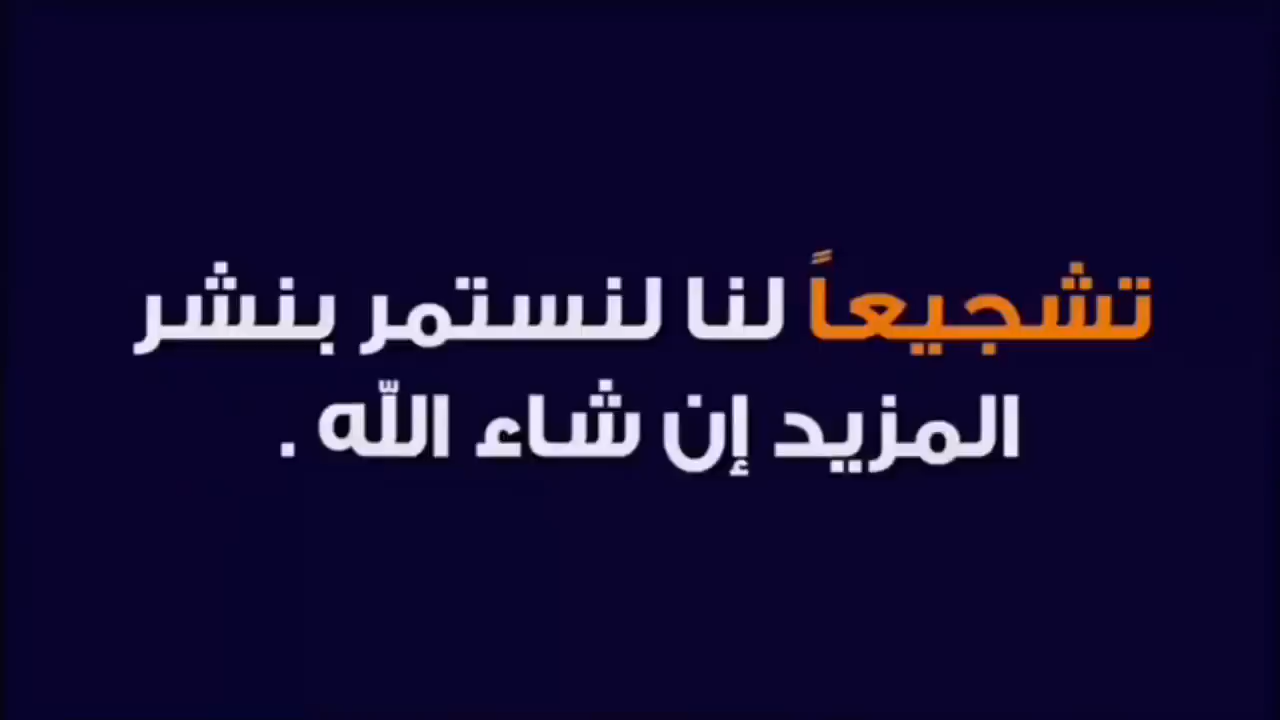 تشجيعاً لنا لنستمر بنشر
المزيد إن شاء اللّه .